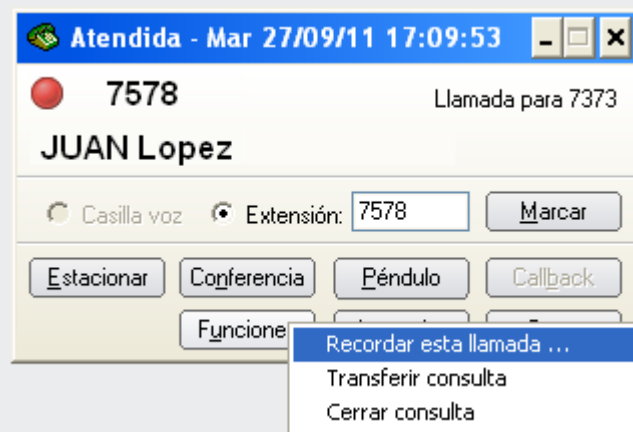 Atendida - Mar 27/09/11 17:09:53
7578
Llamada para 7373
JUAN Lopez
Casilla voz Extensión: 7578 Marcar
Estacionar Conferencia Péndulo Callback
Recordar esta llamada ...
Transferir consulta
Cerrar consulta